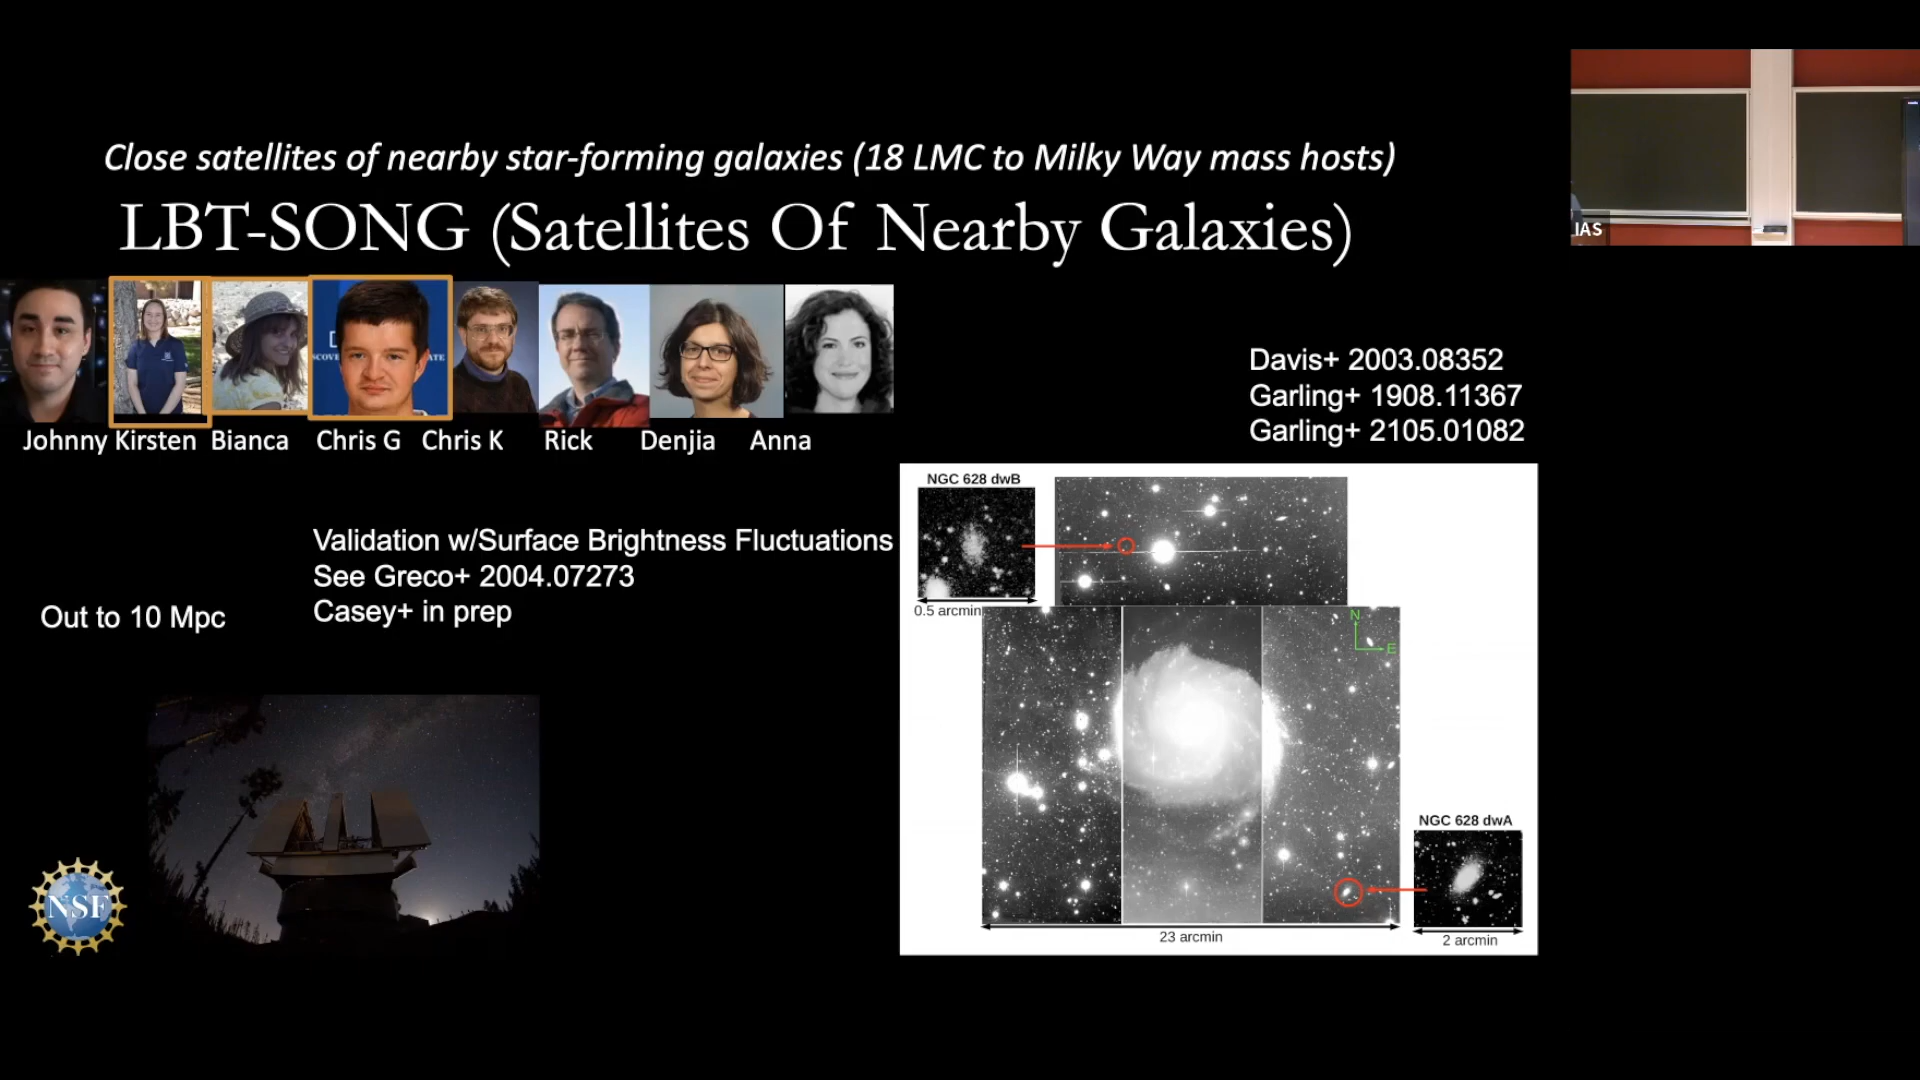 Close satellites of nearby star-forming galaxies (18 LMC to Milky Way mass hosts)
LBT-SONG (Satellites Of Nearby Galaxies)
Johnny Kirsten Bianca Chris G Chris K Rick Denjia Anna
Davis+ 2003.08352
Garling+ 1908.11367
Garling+ 2105.01082
Validation w/Surface Brightness Fluctuations
See Greco+ 2004.07273
Casey+ in prep
Out to 10 Mpc
NGC 628 dwB
0.5 arcmin
N
E
NGC 628 dwA
23 arcmin
2 arcmin
NSF
IAS